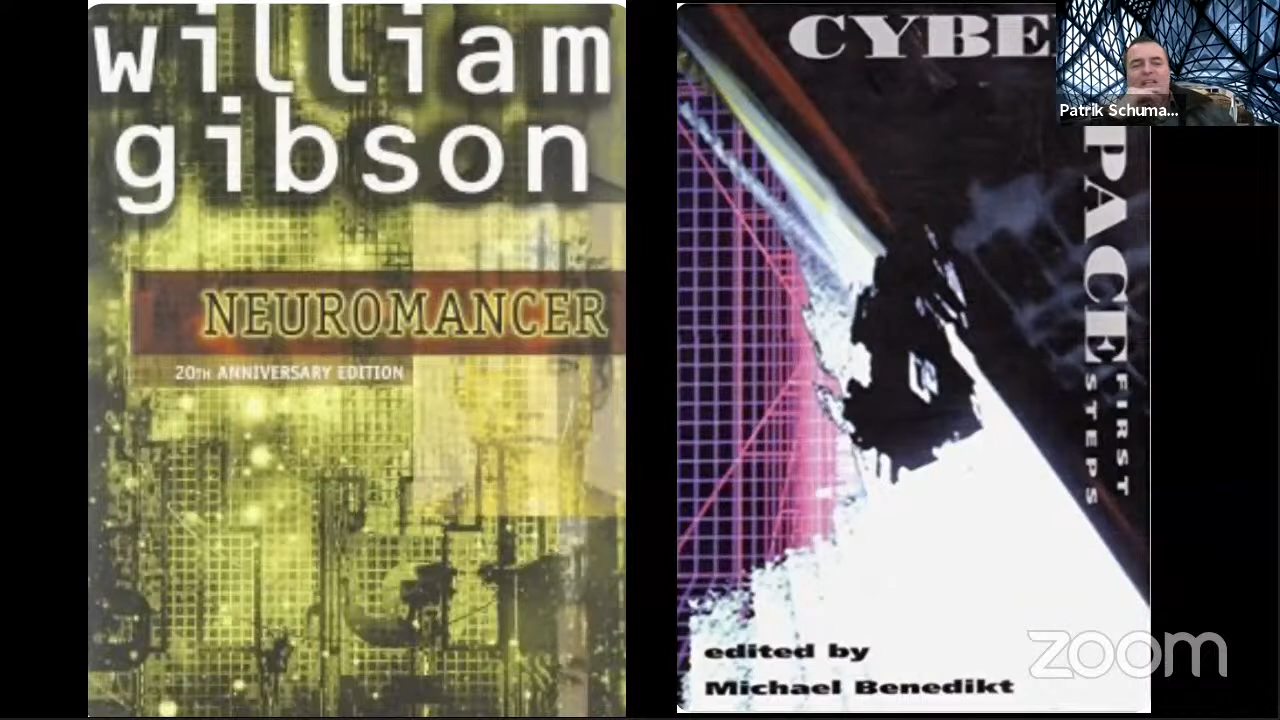 william
gibson
NEUROMANCER
20TH ANNIVERSARY EDITION
CYBE
PACE
FIRST
STEPS
edited by
Michael Benedikt
Patrik Schuma...
zoom